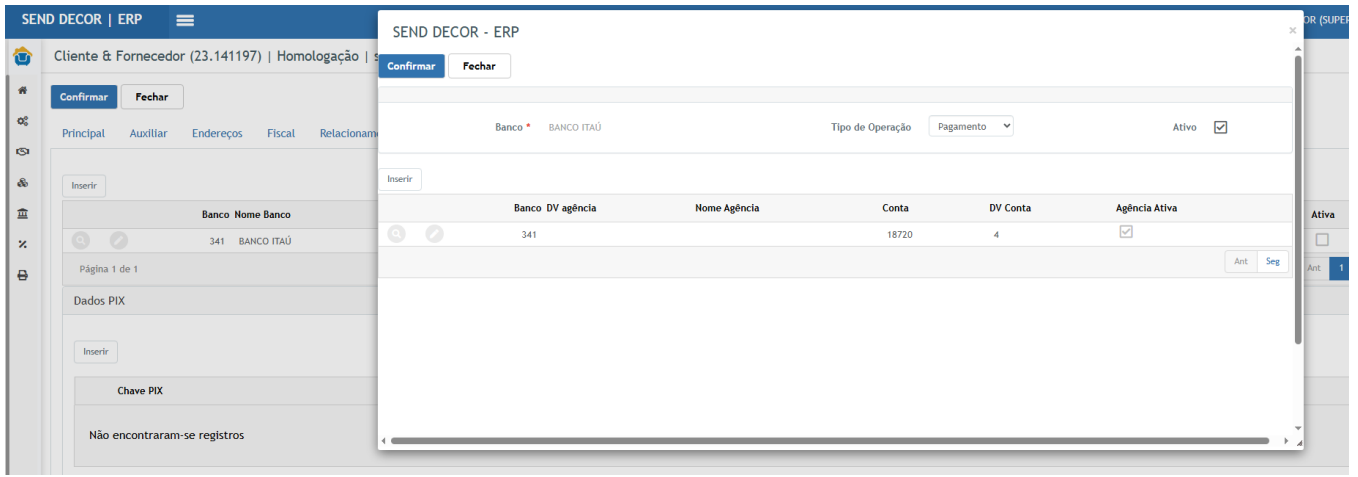 SEND DECOR | ERP
OR (SUPER
Cliente & Fornecedor (23.141197) | Homologação | s
Confirmar Fechar
Principal Auxiliar Endereços Fiscal Relacionam
Inserir
Banco Nome Banco
341 BANCO ITAÚ
Página 1 de 1
Dados PIX
Inserir
Chave PIX
Não encontraram-se registros
SEND DECOR - ERP
×
Confirmar Fechar
Banco * BANCO ITAÚ Tipo de Operação Pagamento Ativo
Inserir
Banco DV agência Nome Agência Conta DV Conta Agência Ativa
341 18720 4
Ant Seg
Ativa
Ant 1